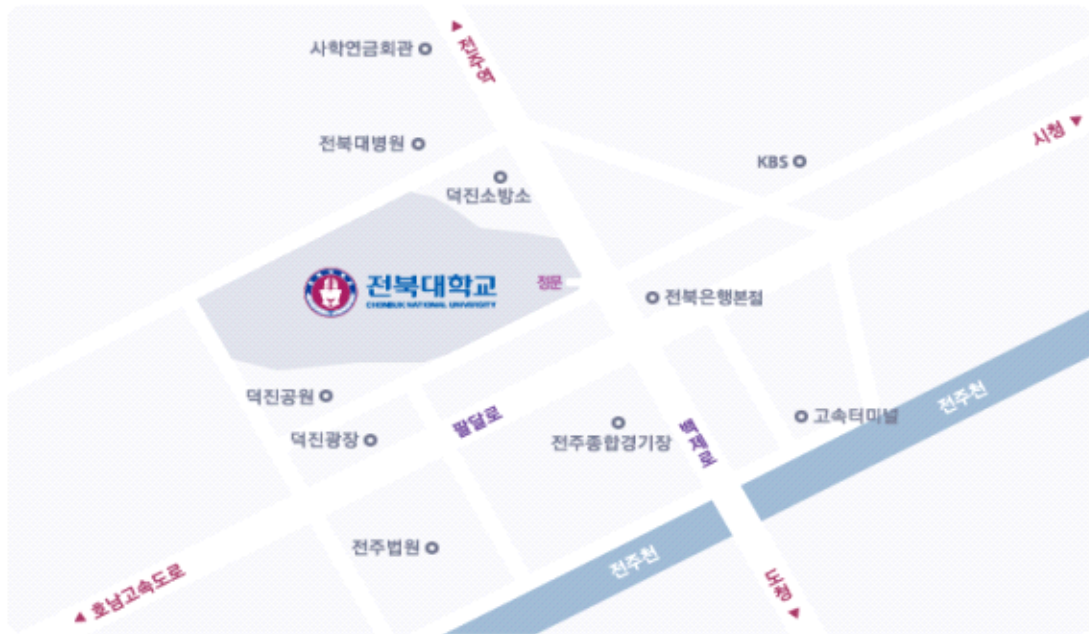 사학연금회관
◀ 전주역
전북대병원
시청 ▶
KBS
덕진소방소
전북대학교
CHONBUK NATIONAL UNIVERSITY
정문
전북은행본점
덕진공원
전주천
팔달로
고속터미널
백제로
덕진광장
전주종합경기장
전주법원
전주천
◀ 호남고속도로
도청 ▶